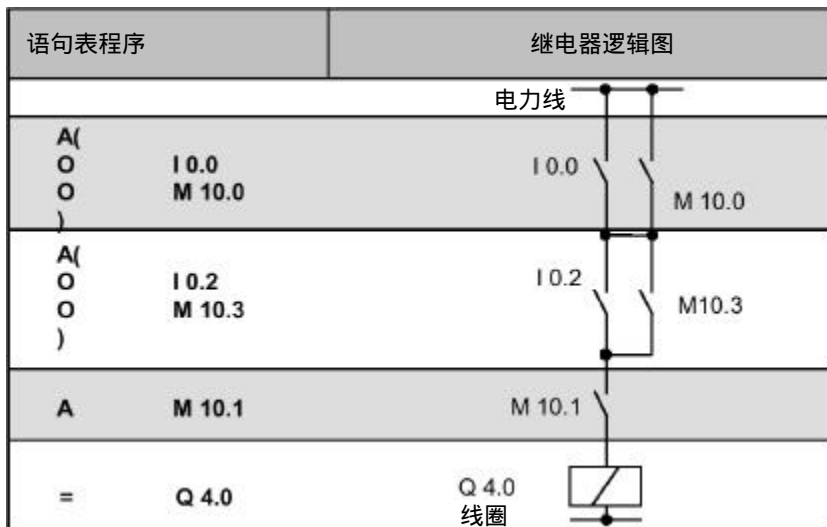 语句表程序 继电器逻辑图
电力线
A(
O I 0.0 I 0.0
O M 10.0 M 10.0
)
A(
O I 0.2 I 0.2
O M 10.3 M10.3
)
A M 10.1 M 10.1
= Q 4.0 Q 4.0
线圈